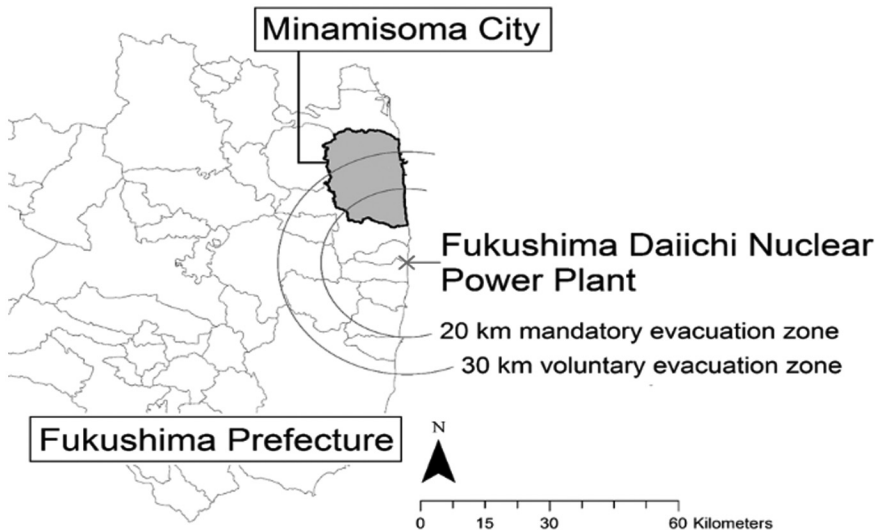 Minamisoma City
Fukushima Daiichi Nuclear
Power Plant
20 km mandatory evacuation zone
30 km voluntary evacuation zone
Fukushima Prefecture
N
0 15 30 60 Kilometers